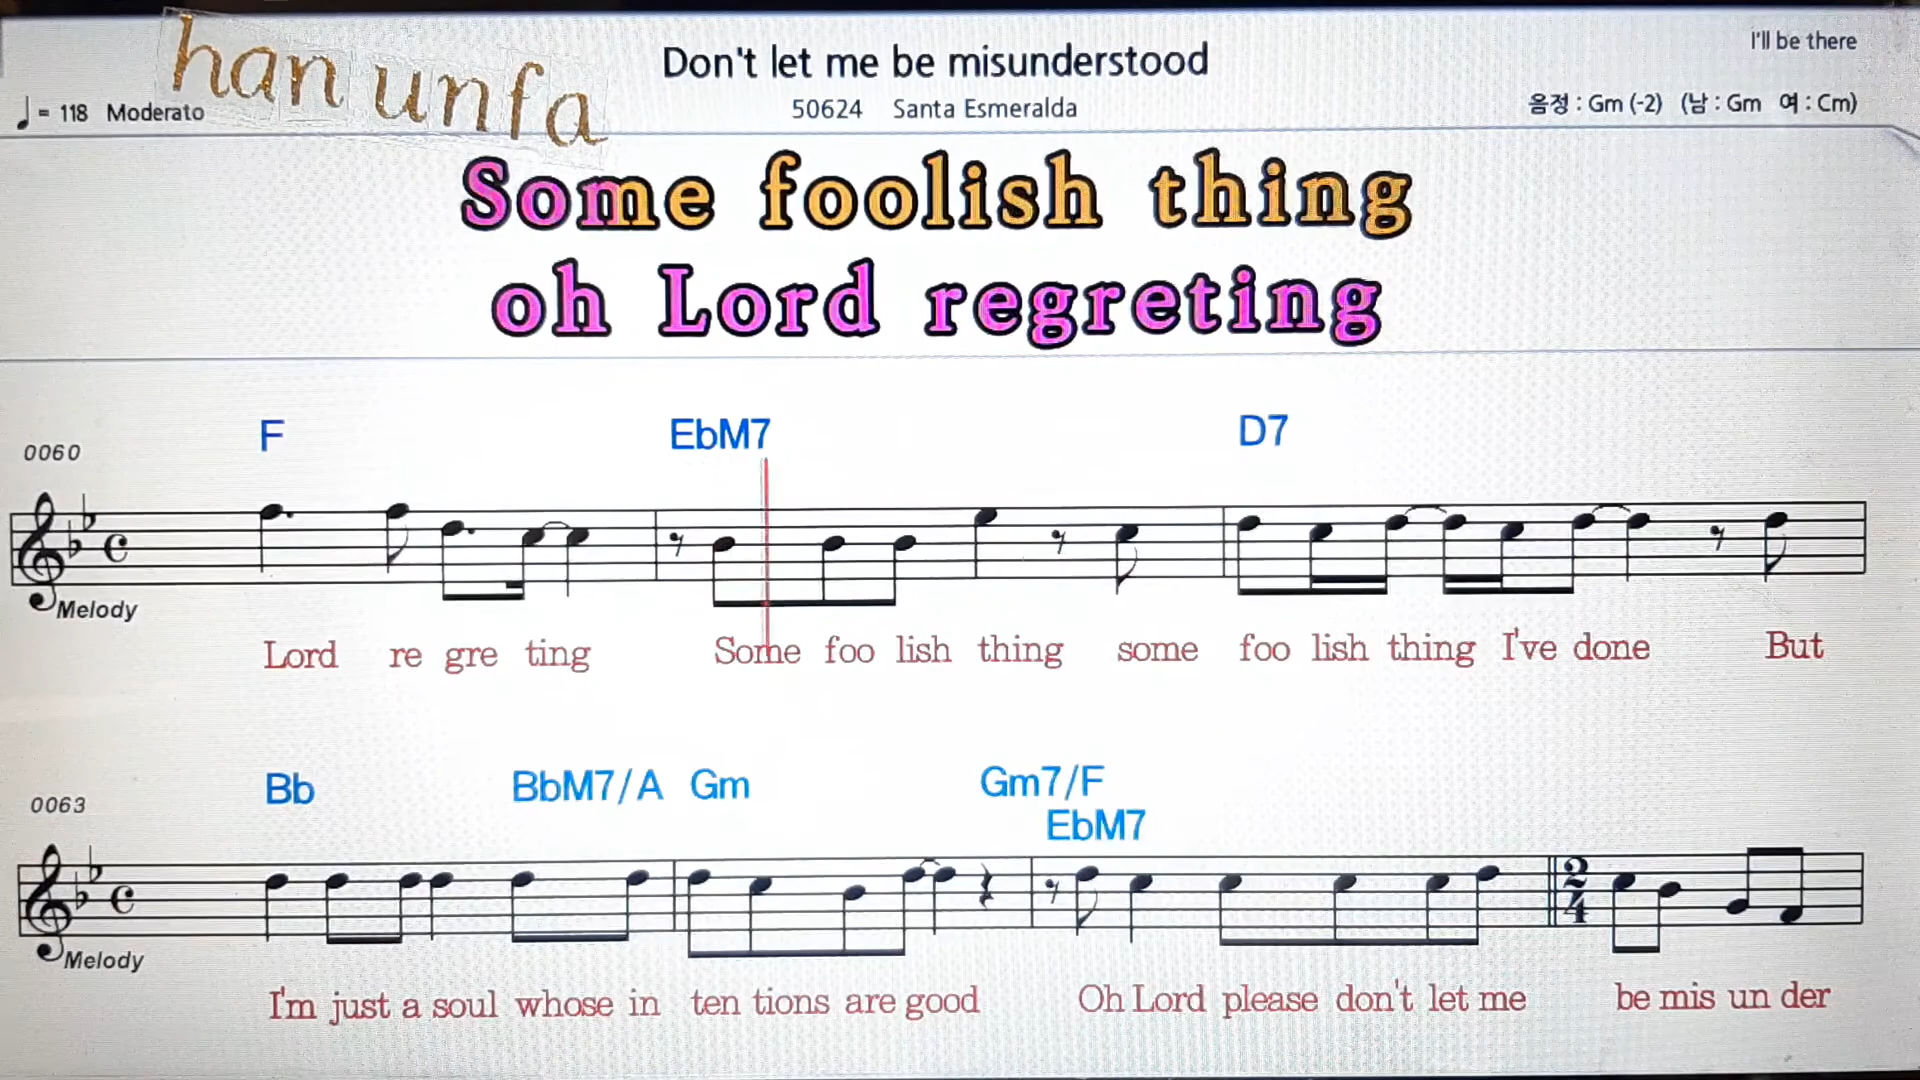 han unfa
Don't let me be misunderstood
I'll be there
= 118 Moderato
50624 Santa Esmeralda
음정 : Gm (-2) (남 : Gm 여 : Cm)
Some foolish thing
oh Lord regreting
F EbM7 D7
0060
Melody
Lord re gre ting Some foo lish thing some foo lish thing I've done But
Bb BbM7/A Gm Gm7/F
EbM7
0063
2
4
Melody
I'm just a soul whose in ten tions are good Oh Lord please don't let me be mis un der